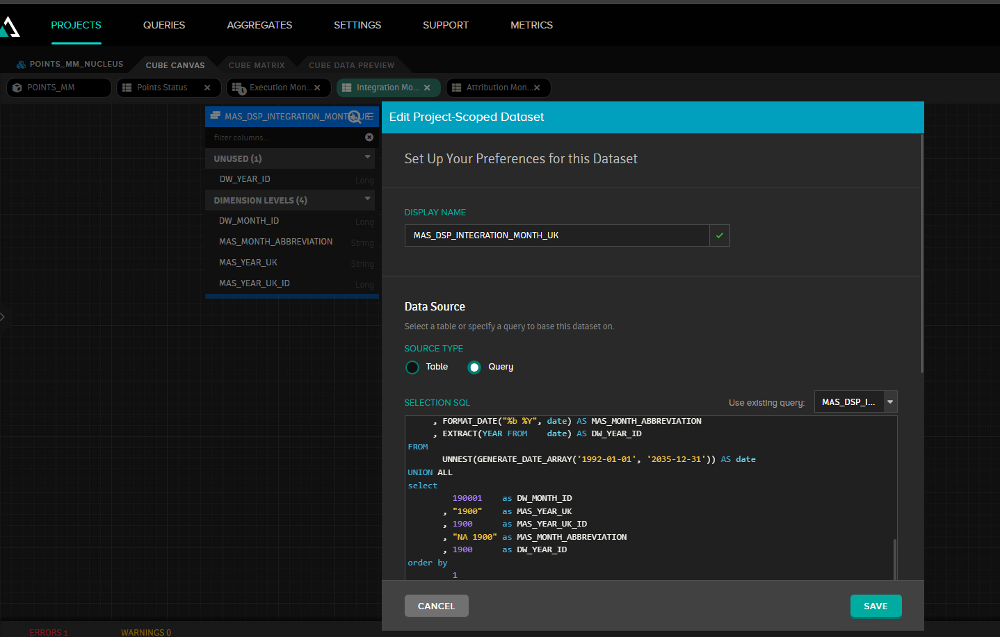 PROJECTS QUERIES AGGREGATES SETTINGS SUPPORT METRICS
POINTS_MM_NUCLEUS CUBE CANVAS CUBE MATRIX CUBE DATA PREVIEW
POINTS_MM Points Status Execution Mon... Integration Mo... Attribution Mon...
MAS_DSP_INTEGRATION_MONTH_UK
filter columns...
UNUSED (1)
DW_YEAR_ID Long
DIMENSION LEVELS (4)
DW_MONTH_ID Long
MAS_MONTH_ABBREVIATION String
MAS_YEAR_UK String
MAS_YEAR_UK_ID Long
Edit Project-Scoped Dataset
Set Up Your Preferences for this Dataset
DISPLAY NAME
MAS_DSP_INTEGRATION_MONTH_UK
Data Source
Select a table or specify a query to base this dataset on.
SOURCE TYPE
Table Query
SELECTION SQL Use existing query: MAS_DSP_I...
, FORMAT_DATE("%b %Y", date) AS MAS_MONTH_ABBREVIATION
, EXTRACT(YEAR FROM date) AS DW_YEAR_ID
FROM
UNNEST(GENERATE_DATE_ARRAY('1992-01-01', '2035-12-31')) AS date
UNION ALL
select
190001 as DW_MONTH_ID
, "1900" as MAS_YEAR_UK
, 1900 as MAS_YEAR_UK_ID
, "NA 1900" as MAS_MONTH_ABBREVIATION
, 1900 as DW_YEAR_ID
order by
1
CANCEL SAVE
ERRORS 1 WARNINGS 0